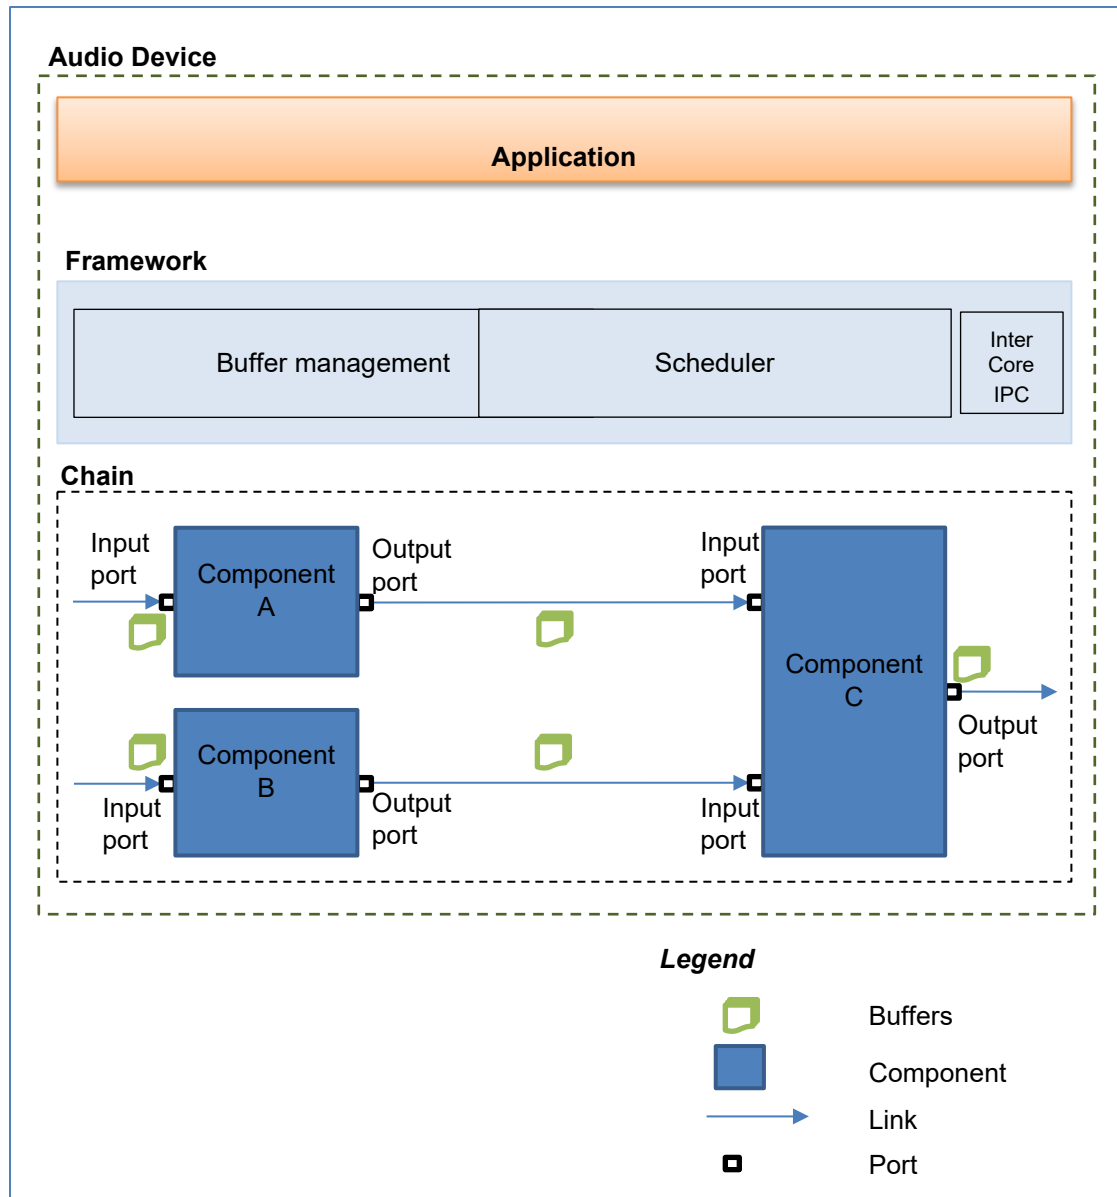 Audio Device
Application
Framework
Buffer management
Scheduler
Inter
Core
IPC
Chain
Input
port
Component
A
Output
port
Input
port
Component
C
Output
port
Component
B
Input
port
Output
port
Input
port
Legend
Buffers
Component
Link
Port